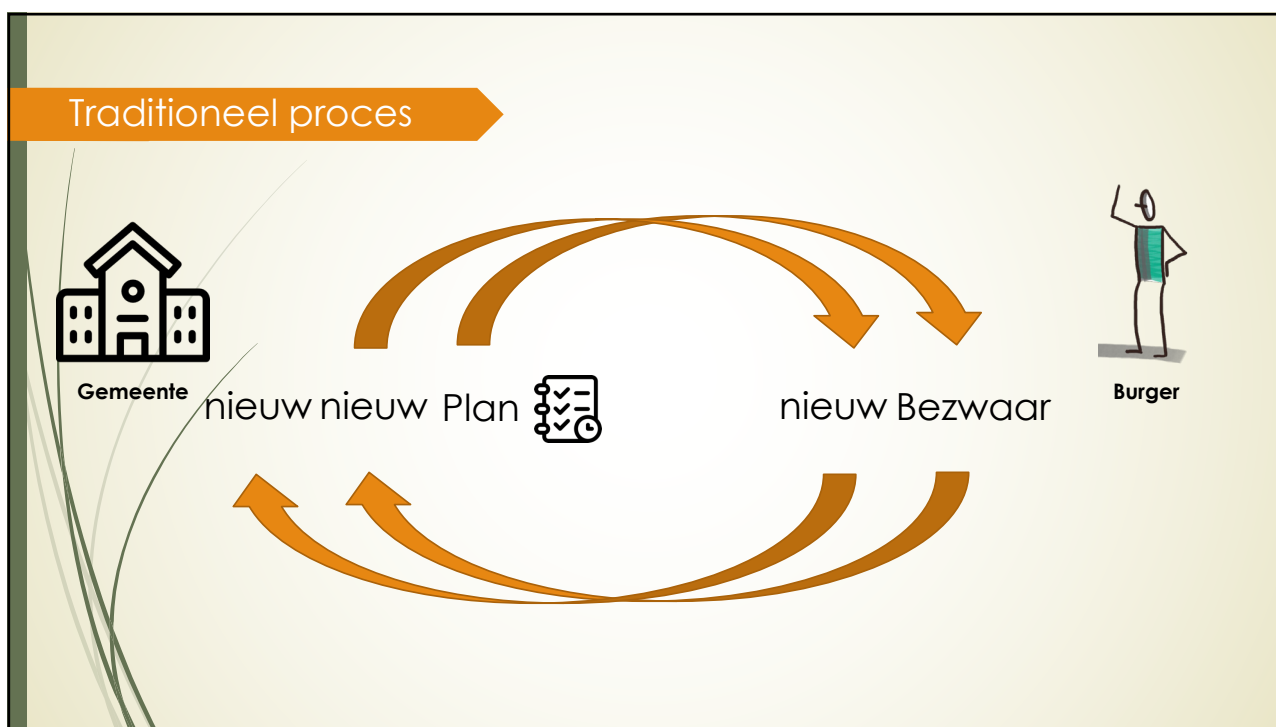 Traditioneel proces
Gemeente
nieuw nieuw Plan
nieuw Bezwaar
Burger